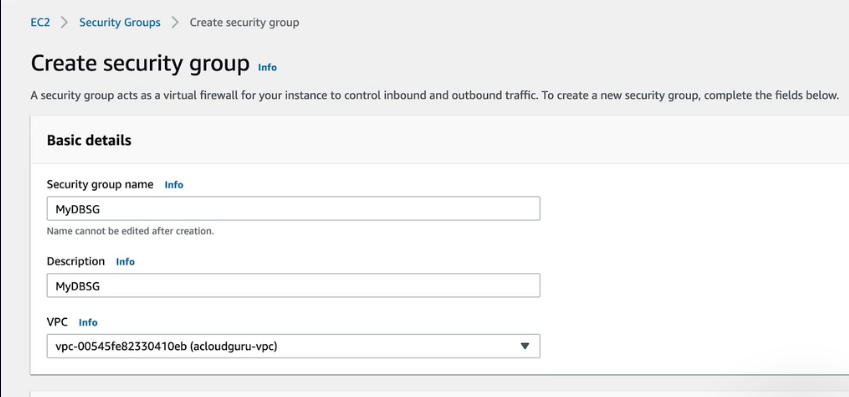 EC2 > Security Groups > Create security group
Create security group Info
A security group acts as a virtual firewall for your instance to control inbound and outbound traffic. To create a new security group, complete the fields below.
Basic details
Security group name Info
MyDBSG
Name cannot be edited after creation.
Description Info
MyDBSG
VPC Info
vpc-00545fe82330410eb (acloudguru-vpc)